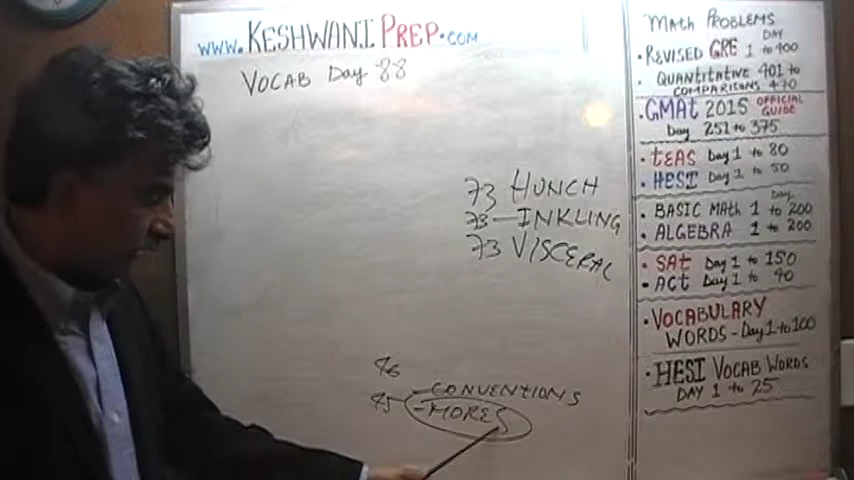 www.KESHWANIPREP.COM
VOCAB Day 88
73 HUNCH
73 - INKLING
73 VISCERAL
96
95 - CONVENTIONS
- MORES
MATH PROBLEMS
DAY
• REVISED GRE 1 to 400
• QUANTITATIVE 401 to
COMPARISONS 470
• GMAt 2015 OFFICIAL GUIDE
Day 251 to 375
• tEAS Day 1 to 80
• HESI Day 1 to 50
Day
• BASIC MAth 1 to 200
• ALGEBRA 1 to 200
• SAt Day 1 to 150
• ACt Day 1 to 40
• VOCABULARY
WORDS - Day 1 to 100
• HESI VOCAB WORDS
DAY 1 to 25